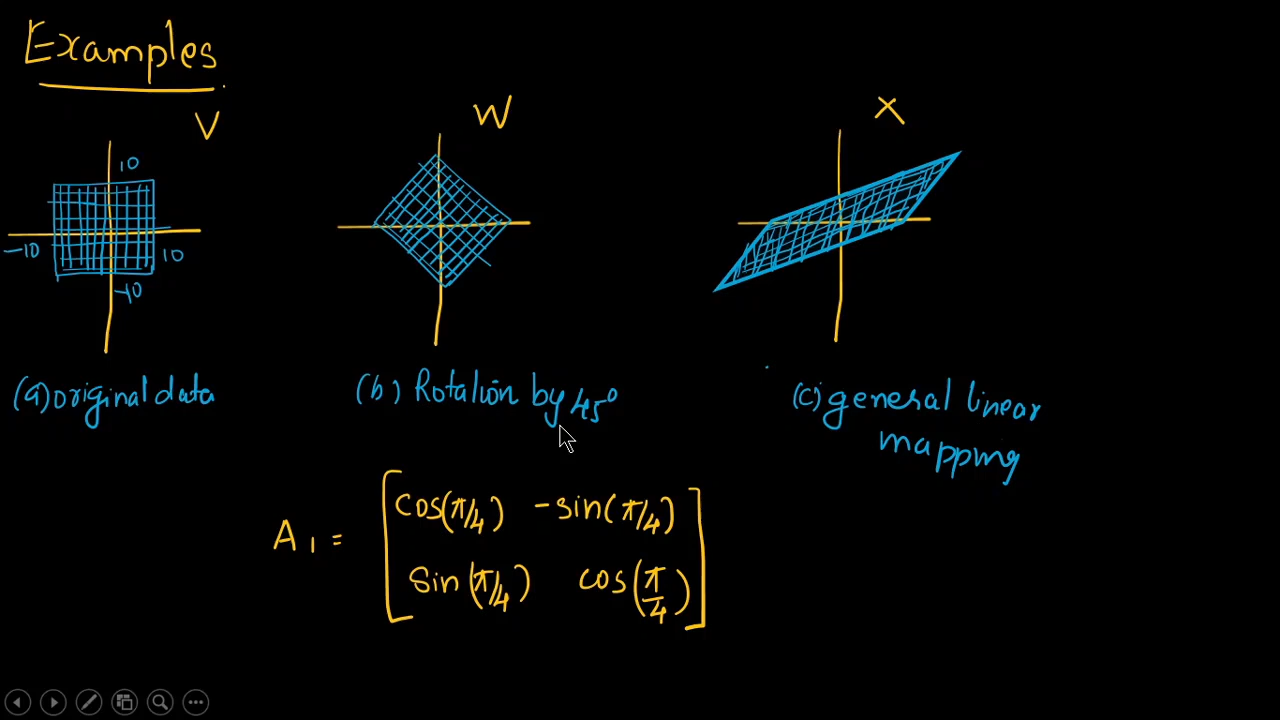 Examples
V
W
X
10
-10
10
-10
(a) original data
(b) Rotation by 45°
(c) general linear
mapping
A₁ =
cos(π/4) -sin(π/4)
sin(π/4) cos(π/4)